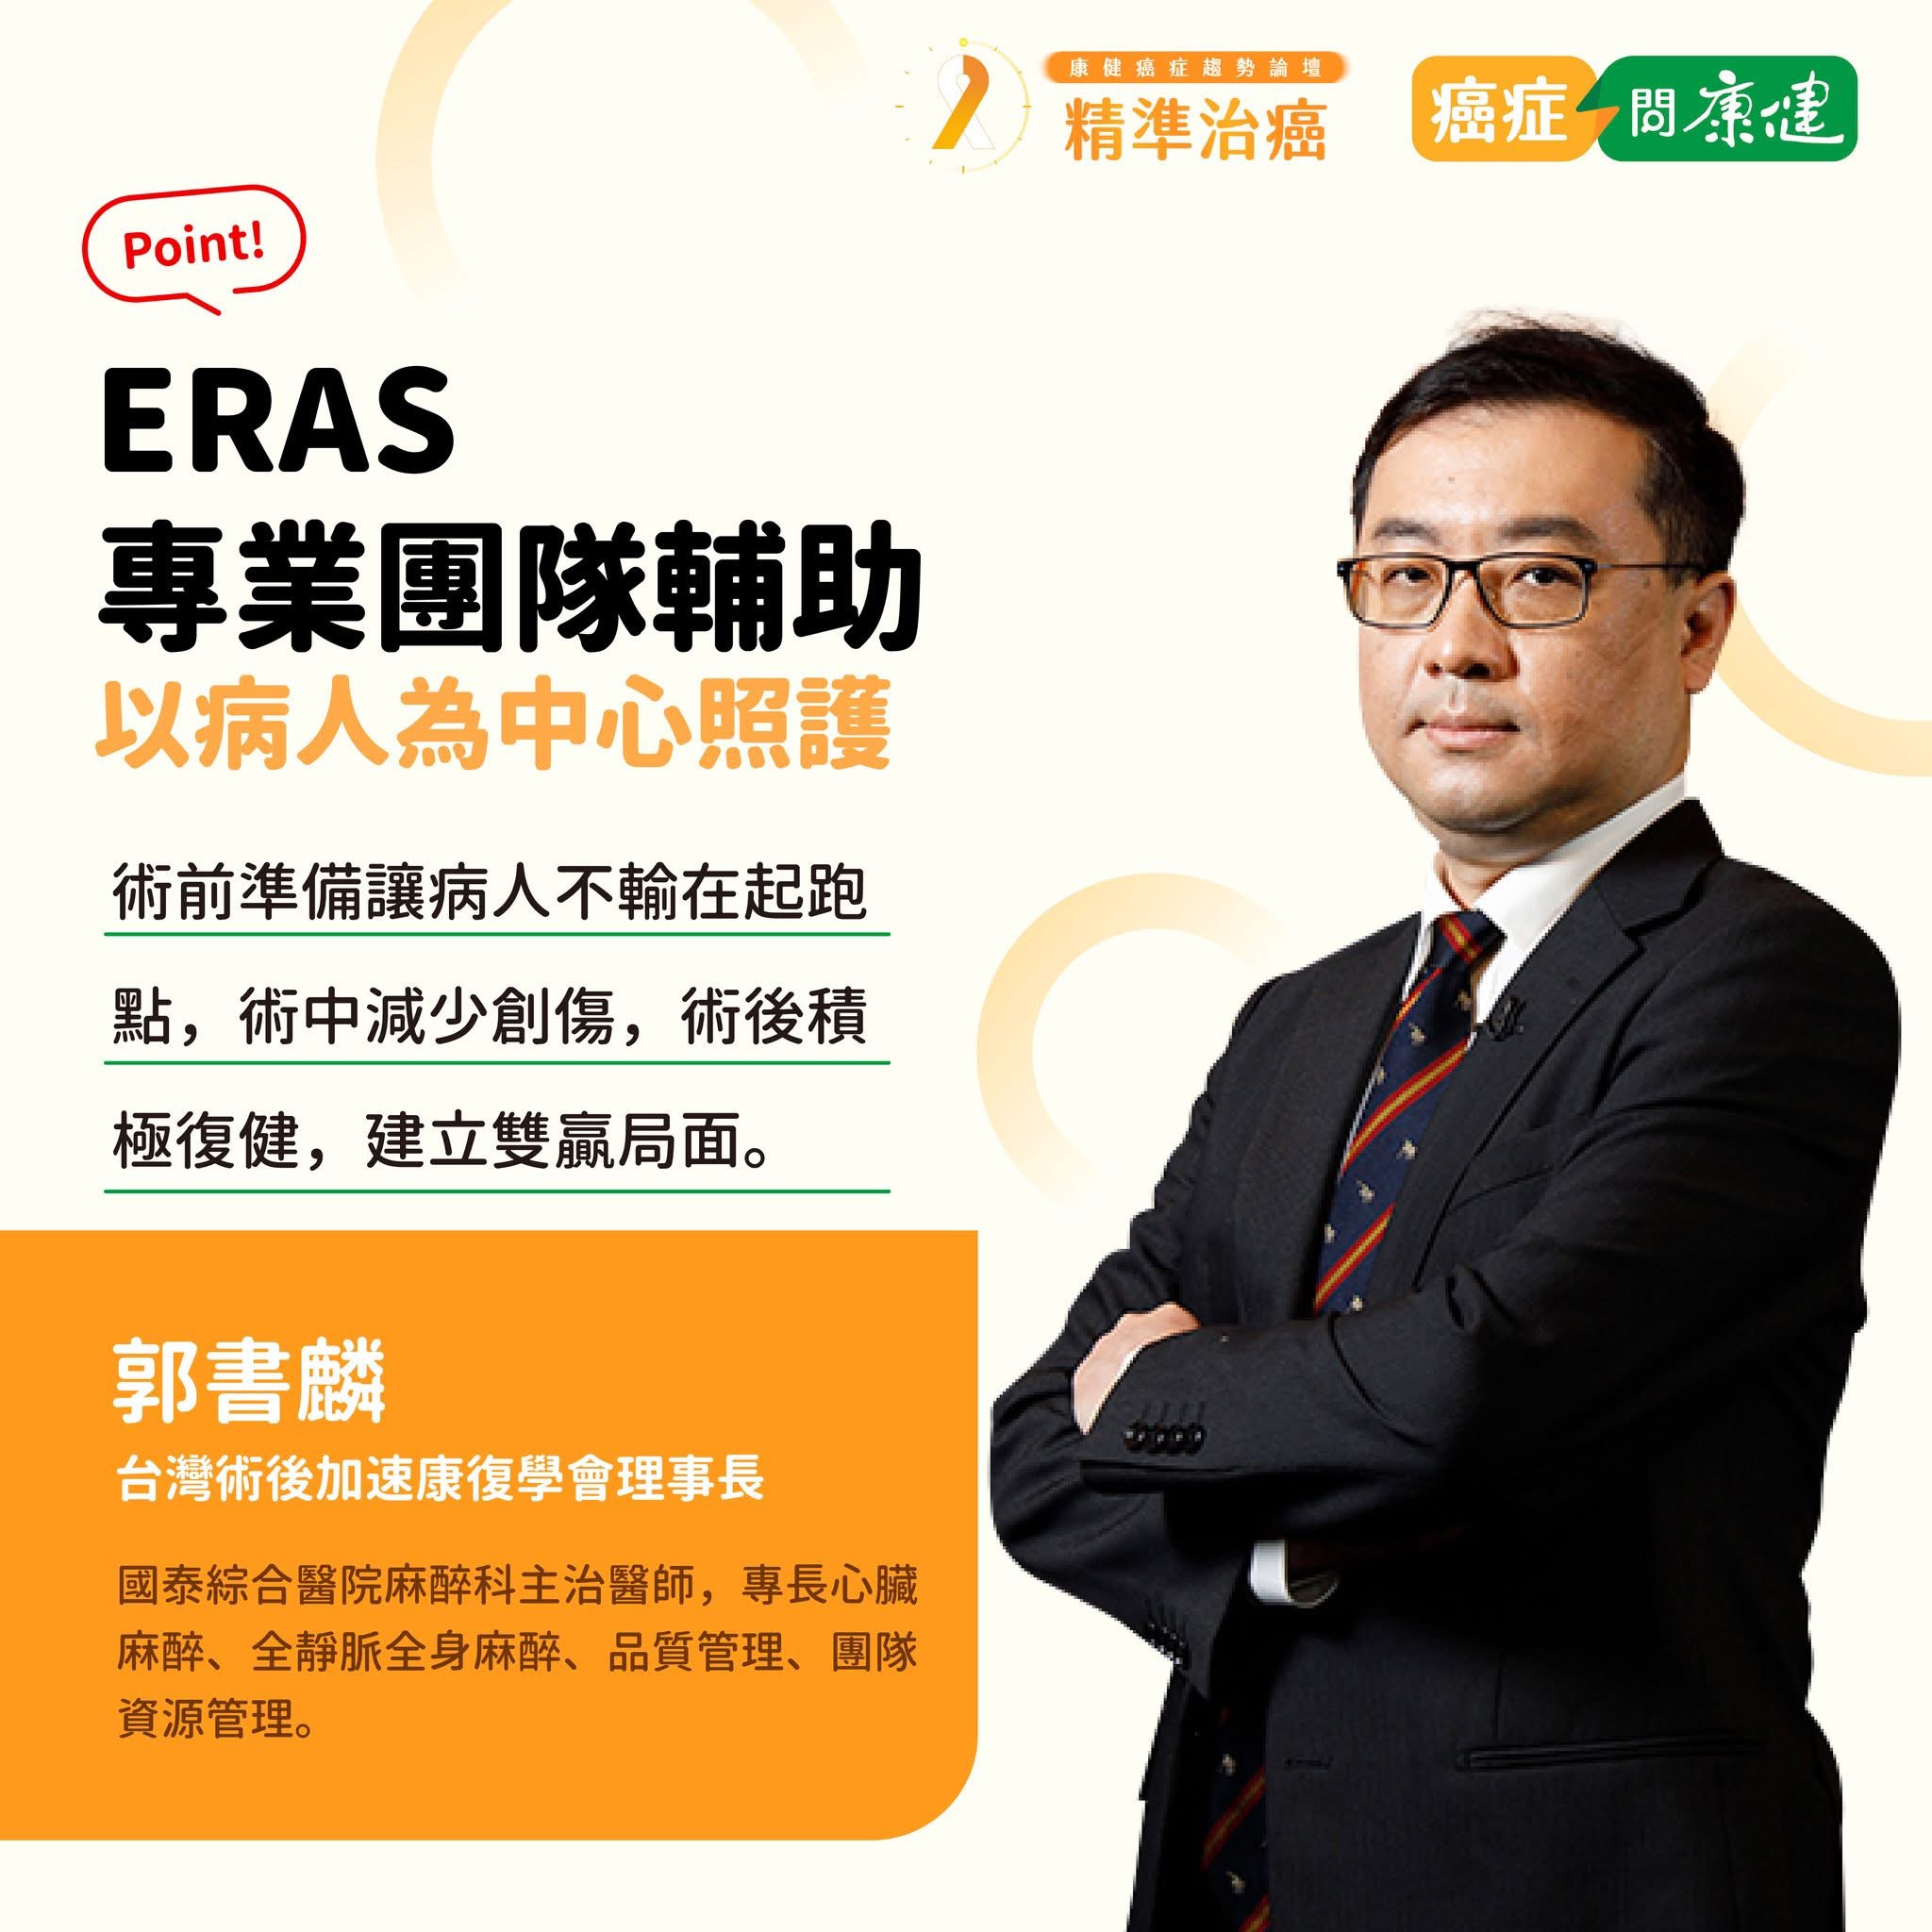 康健癌症趨勢論壇
精準治癌
癌症問康健
Point!
ERAS
專業團隊輔助
以病人為中心照護
術前準備讓病人不輸在起跑
點，術中減少創傷，術後積
極復健，建立雙贏局面。
郭書麟
台灣術後加速康復學會理事長
國泰綜合醫院麻醉科主治醫師，專長心臟
麻醉、全靜脈全身麻醉、品質管理、團隊
資源管理。